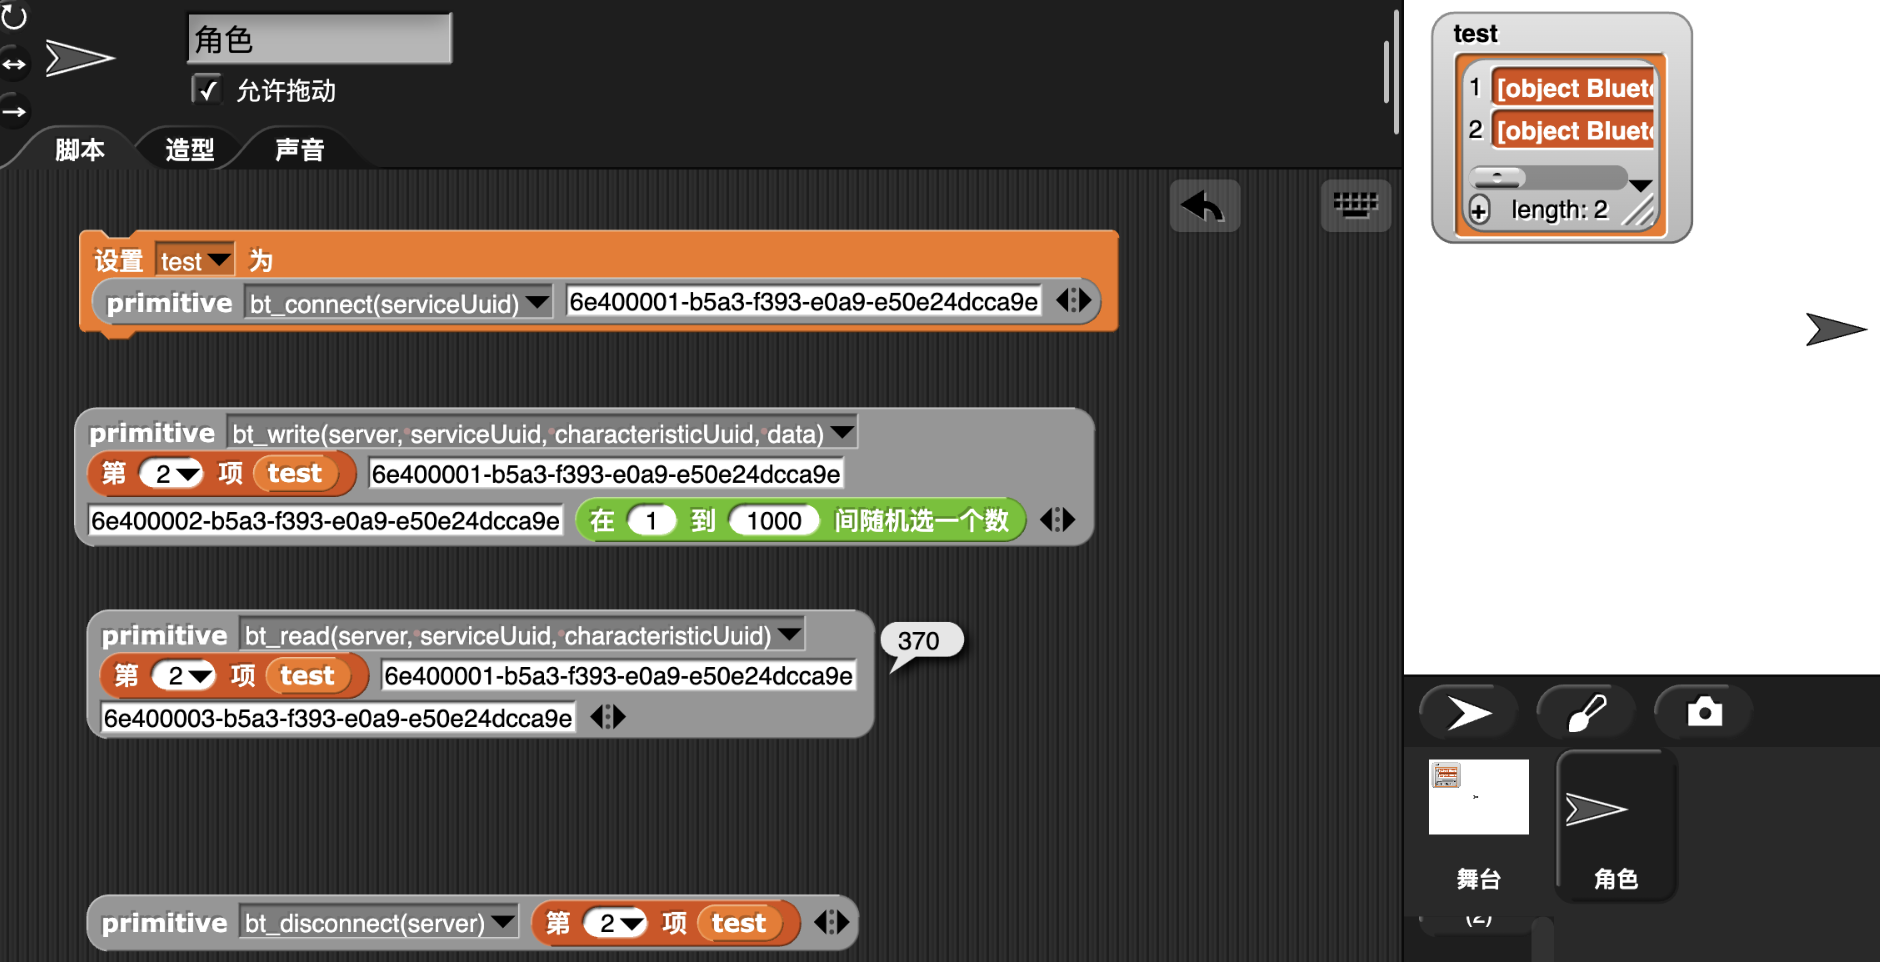 角色
允许拖动
脚本 造型 声音
设置 test 为
primitive bt_connect(serviceUuid) 6e400001-b5a3-f393-e0a9-e50e24dcca9e
primitive bt_write(server, serviceUuid, characteristicUuid, data)
第 2 项 test 6e400001-b5a3-f393-e0a9-e50e24dcca9e
6e400002-b5a3-f393-e0a9-e50e24dcca9e 在 1 到 1000 间随机选一个数
primitive bt_read(server, serviceUuid, characteristicUuid)
370
第 2 项 test 6e400001-b5a3-f393-e0a9-e50e24dcca9e
6e400003-b5a3-f393-e0a9-e50e24dcca9e
primitive bt_disconnect(server) 第 2 项 test
test
1 [object Bluet
2 [object Bluet
+ length: 2
舞台
角色